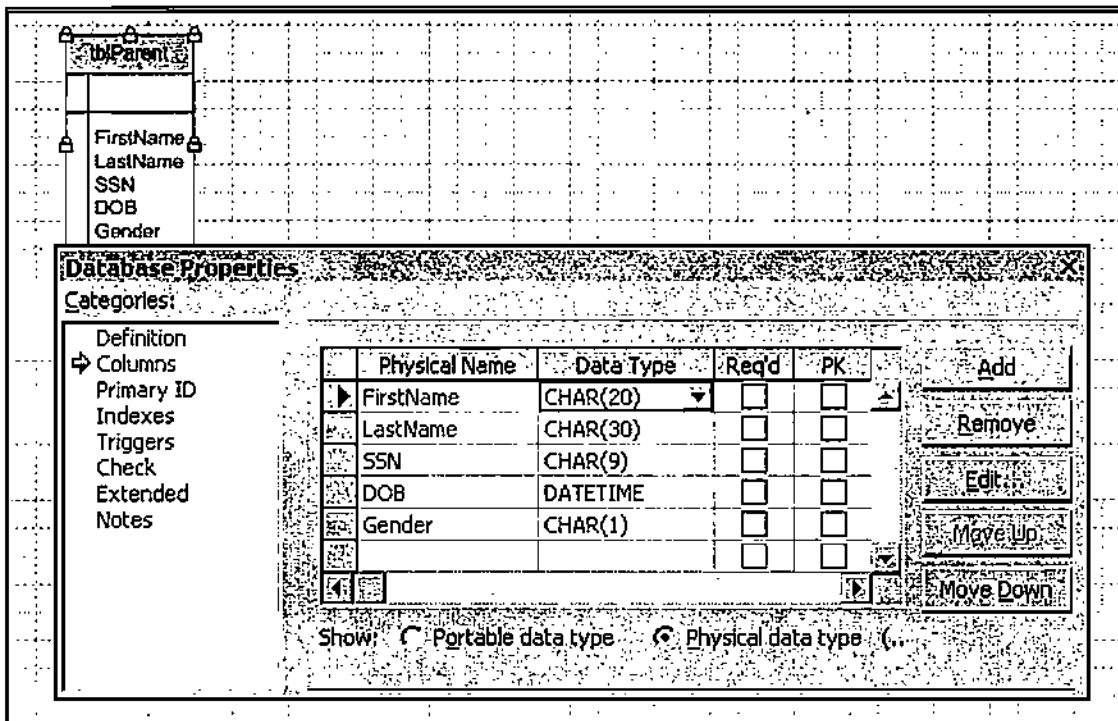 tblParent
FirstName
LastName
SSN
DOB
Gender
Database Properties
Categories:
Definition
Columns
Primary ID
Indexes
Triggers
Check
Extended
Notes
Physical Name Data Type Req'd PK
FirstName CHAR(20)
LastName CHAR(30)
SSN CHAR(9)
DOB DATETIME
Gender CHAR(1)
Add
Remove
Edit...
Move Up
Move Down
Show: Portable data type Physical data type (..